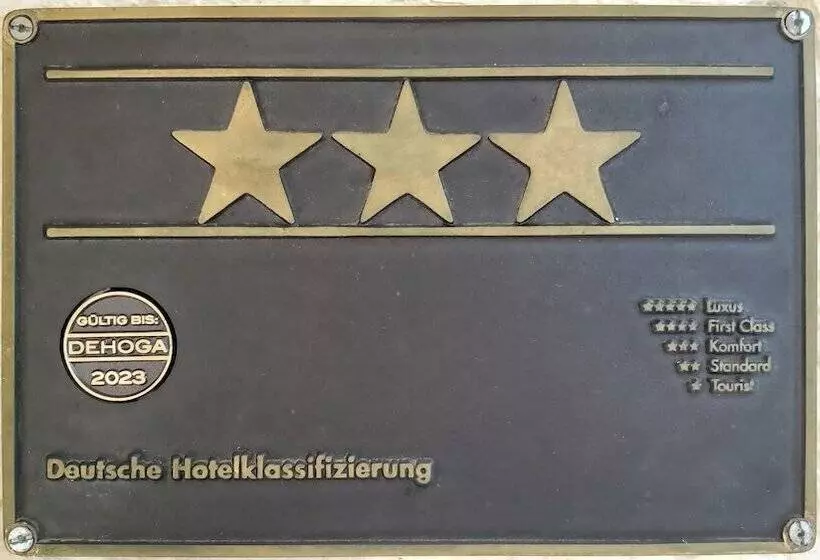 GÜLTIG BIS:
DEHOGA
2023
Luxus
First Class
Komfort
Standard
Tourist
Deutsche Hotelklassifizierung